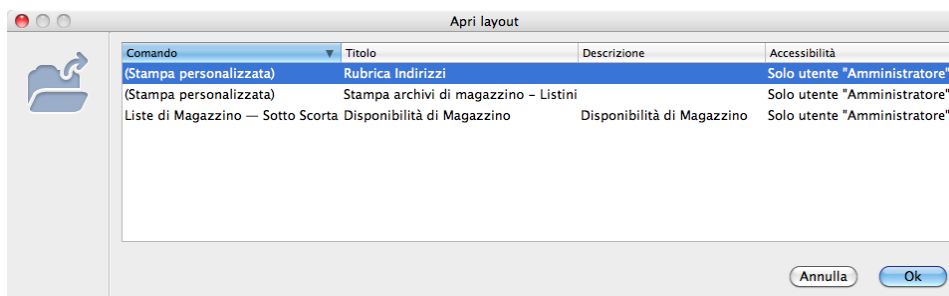 Apri layout
Comando Titolo Descrizione Accessibilità
(Stampa personalizzata) Rubrica Indirizzi Solo utente "Amministratore"
(Stampa personalizzata) Stampa archivi di magazzino – Listini Solo utente "Amministratore"
Liste di Magazzino — Sotto Scorta Disponibilità di Magazzino Disponibilità di Magazzino Solo utente "Amministratore"
Annulla Ok